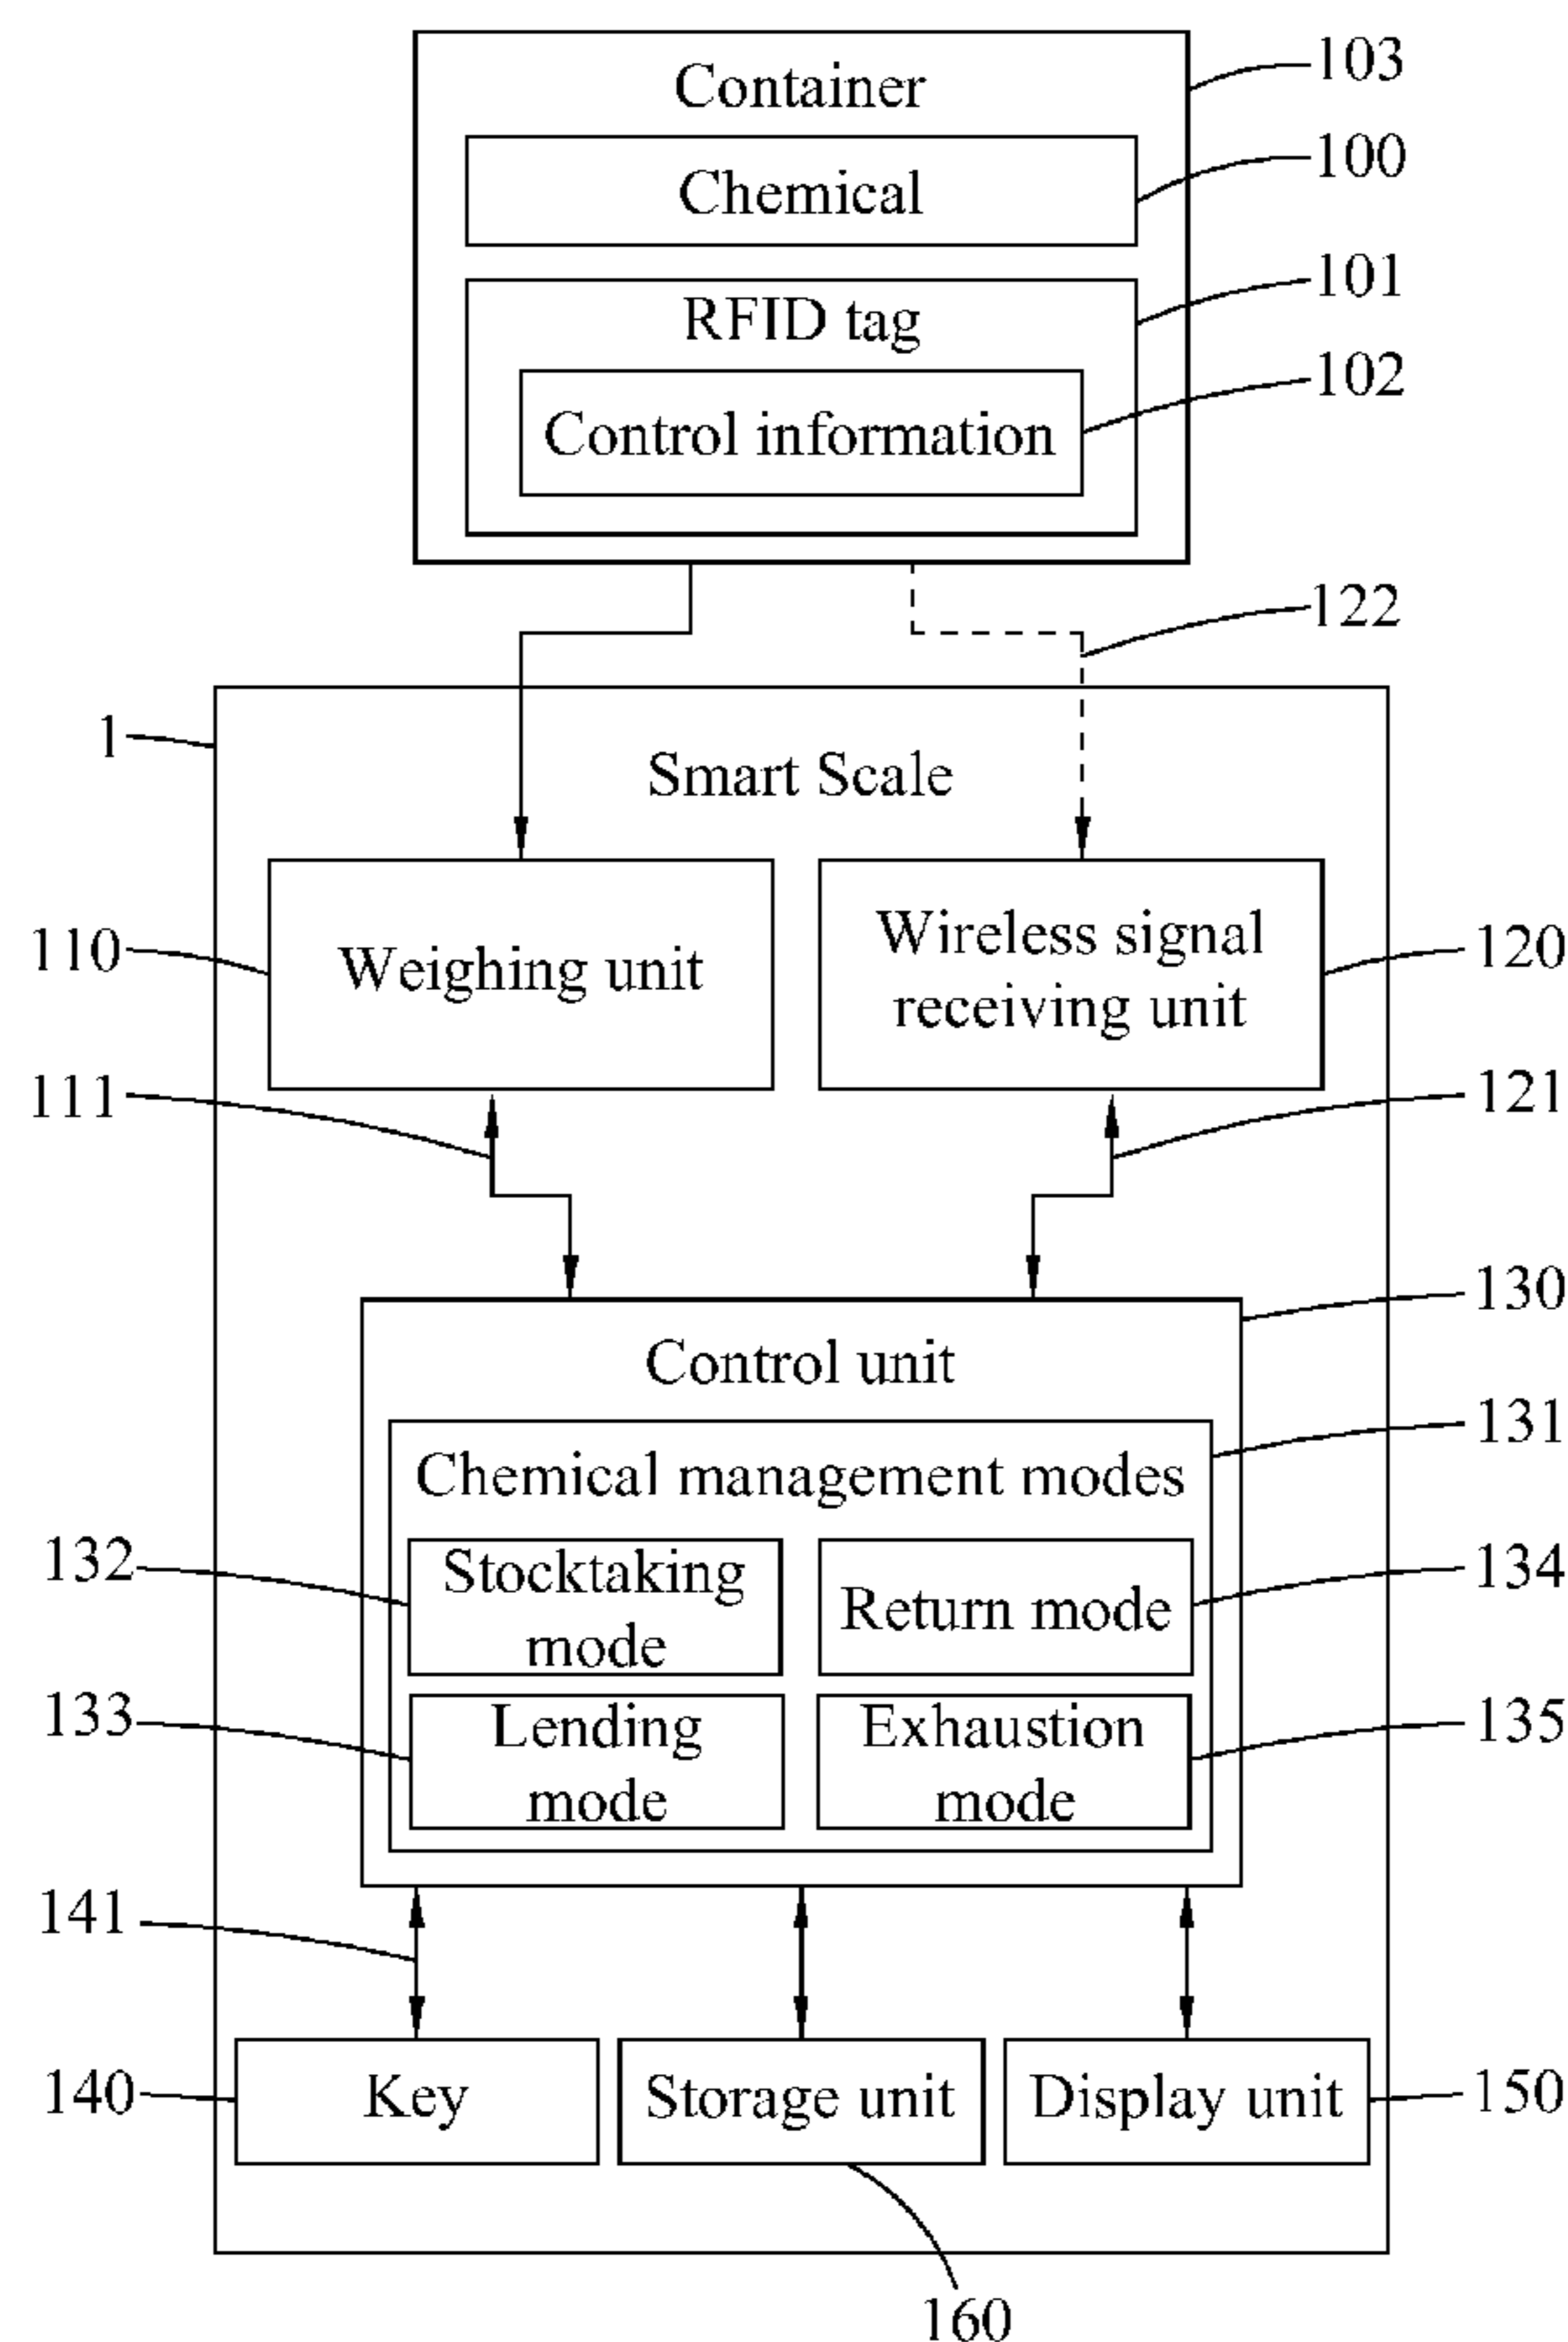 Container
103
Chemical
100
101
RFID tag
102
Control information
122
1
Smart Scale
110
Weighing unit
Wireless signal
receiving unit
120
111
121
130
Control unit
131
Chemical management modes
132
Stocktaking
mode
Return mode
134
133
Lending
mode
Exhaustion
mode
135
141
140
Key
Storage unit
Display unit
150
160